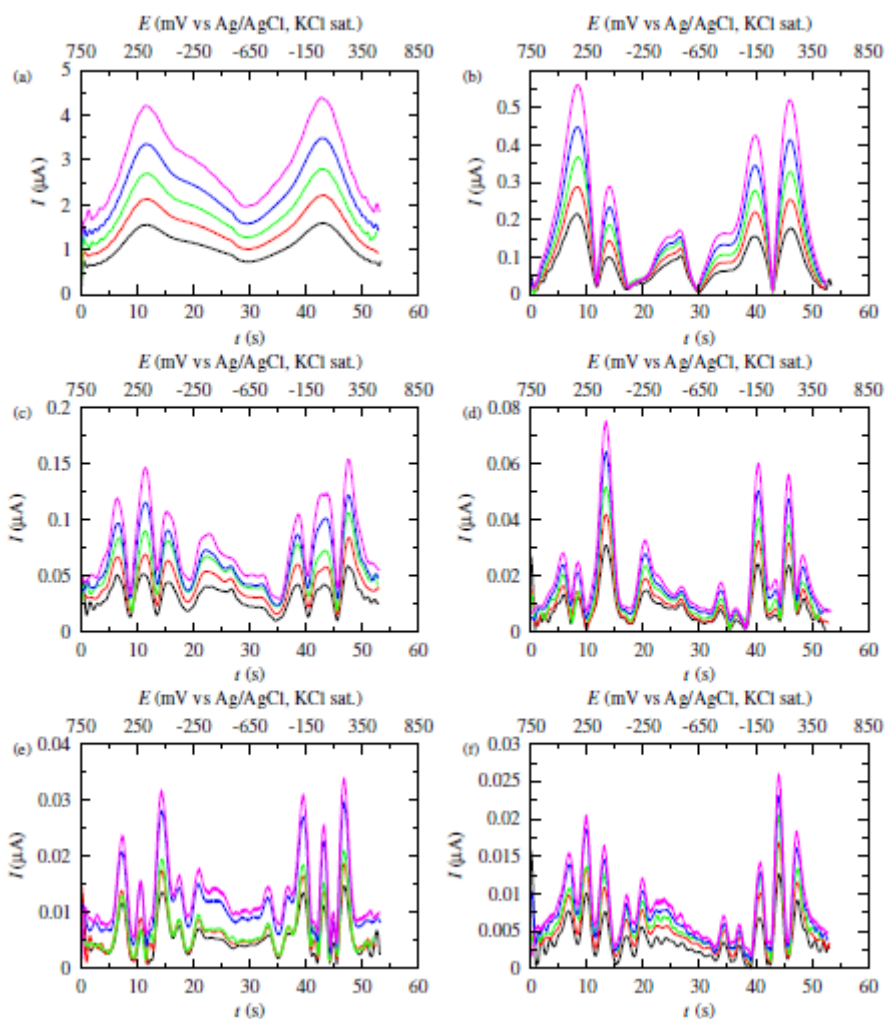 E (mV vs Ag/AgCl, KCl sat.)
750 250 -250 -650 -150 350 850
(a)
5
4
3
2
1
0
I (μA)
0 10 20 30 40 50 60
t (s)
E (mV vs Ag/AgCl, KCl sat.)
750 250 -250 -650 -150 350 850
(b)
0.5
0.4
0.3
0.2
0.1
0
I (μA)
0 10 20 30 40 50 60
t (s)
E (mV vs Ag/AgCl, KCl sat.)
750 250 -250 -650 -150 350 850
(c)
0.2
0.15
0.1
0.05
0
I (μA)
0 10 20 30 40 50 60
t (s)
E (mV vs Ag/AgCl, KCl sat.)
750 250 -250 -650 -150 350 850
(d)
0.08
0.06
0.04
0.02
0
I (μA)
0 10 20 30 40 50 60
t (s)
E (mV vs Ag/AgCl, KCl sat.)
750 250 -250 -650 -150 350 850
(e)
0.04
0.03
0.02
0.01
0
I (μA)
0 10 20 30 40 50 60
t (s)
E (mV vs Ag/AgCl, KCl sat.)
750 250 -250 -650 -150 350 850
(f)
0.03
0.025
0.02
0.015
0.01
0.005
0
I (μA)
0 10 20 30 40 50 60
t (s)